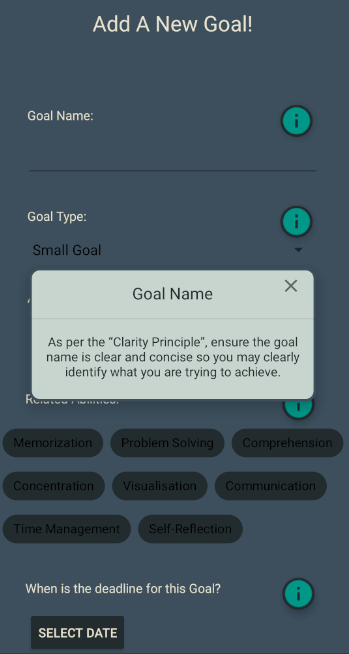 Add A New Goal!
Goal Name:
Goal Type:
Small Goal
Goal Name
As per the "Clarity Principle", ensure the goal
name is clear and concise so you may clearly
identify what you are trying to achieve.
Related Abilities:
Memorization Problem Solving Comprehension
Concentration Visualisation Communication
Time Management Self-Reflection
When is the deadline for this Goal?
SELECT DATE